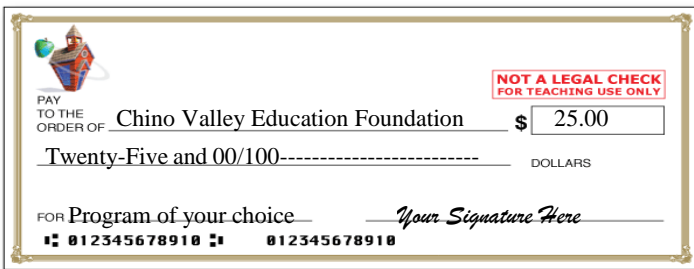 NOT A LEGAL CHECK
FOR TEACHING USE ONLY
PAY
TO THE
ORDER OF Chino Valley Education Foundation $ 25.00
Twenty-Five and 00/100------------------------- DOLLARS
FOR Program of your choice Your Signature Here
⑆ 012345678910 ⑆ 012345678910